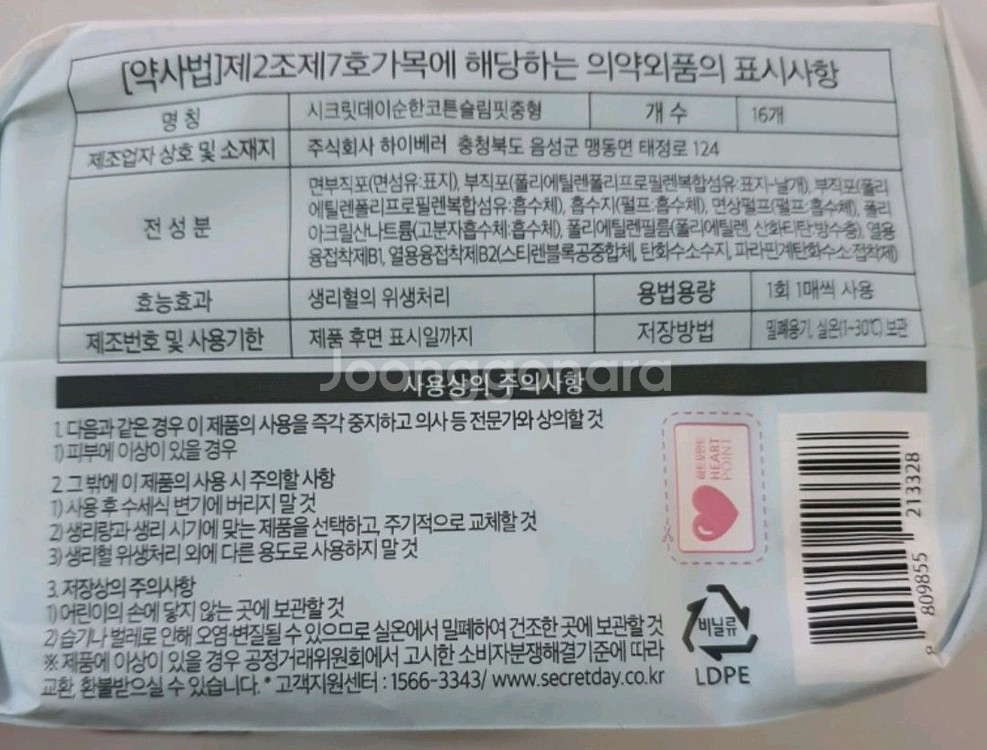 [약사법]제2조제7호가목에 해당하는 의약외품의 표시사항
명 칭 시크릿데이순한코튼슬림핏중형 개 수 16개
제조업자 상호 및 소재지 주식회사 하이베러 충청북도 음성군 맹동면 태정로 124
전 성 분 면부직포(면섬유:표지), 부직포(폴리에틸렌폴리프로필렌복합섬유:표지-날개), 부직포(폴리
에틸렌폴리프로필렌복합섬유:흡수체), 흡수지(펄프:흡수체), 면상펄프(펄프:흡수체), 폴리
아크릴산나트륨(고분자흡수체:흡수체), 폴리에틸렌필름(폴리에틸렌, 산화티탄:방수층), 열용
융접착제B1, 열용융접착제B2(스티렌블록공중합체, 탄화수소수지, 파라핀계탄화수소:접착제)
효능효과 생리혈의 위생처리 용법용량 1회 1매씩 사용
제조번호 및 사용기한 제품 후면 표시일까지 저장방법 밀폐용기, 실온(1~30℃) 보관
Joonggonara
사용상의 주의사항
1. 다음과 같은 경우 이 제품의 사용을 즉각 중지하고 의사 등 전문가와 상의할 것
1) 피부에 이상이 있을 경우
2. 그 밖에 이 제품의 사용 시 주의할 사항
1) 사용 후 수세식 변기에 버리지 말 것
2) 생리량과 생리 시기에 맞는 제품을 선택하고, 주기적으로 교체할 것
3) 생리혈 위생처리 외에 다른 용도로 사용하지 말 것
3. 저장상의 주의사항
1) 어린이의 손에 닿지 않는 곳에 보관할 것
2) 습기나 벌레로 인해 오염·변질될 수 있으므로 실온에서 밀폐하여 건조한 곳에 보관할 것
※ 제품에 이상이 있을 경우 공정거래위원회에서 고시한 소비자분쟁해결기준에 따라
교환, 환불받으실 수 있습니다. * 고객지원센터 : 1566-3343/ www.secretday.co.kr
하트포인트
HEART
POINT
비닐류
LDPE
8 809855 213328